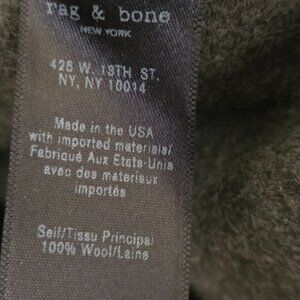 rag & bone
NEW YORK
425 W. 13TH ST.
NY, NY 10014
Made in the USA
with imported materials/
Fabriqué Aux Etats-Unis
avec des materiaux
importés
Self/Tissu Principal
100% Wool/Laine